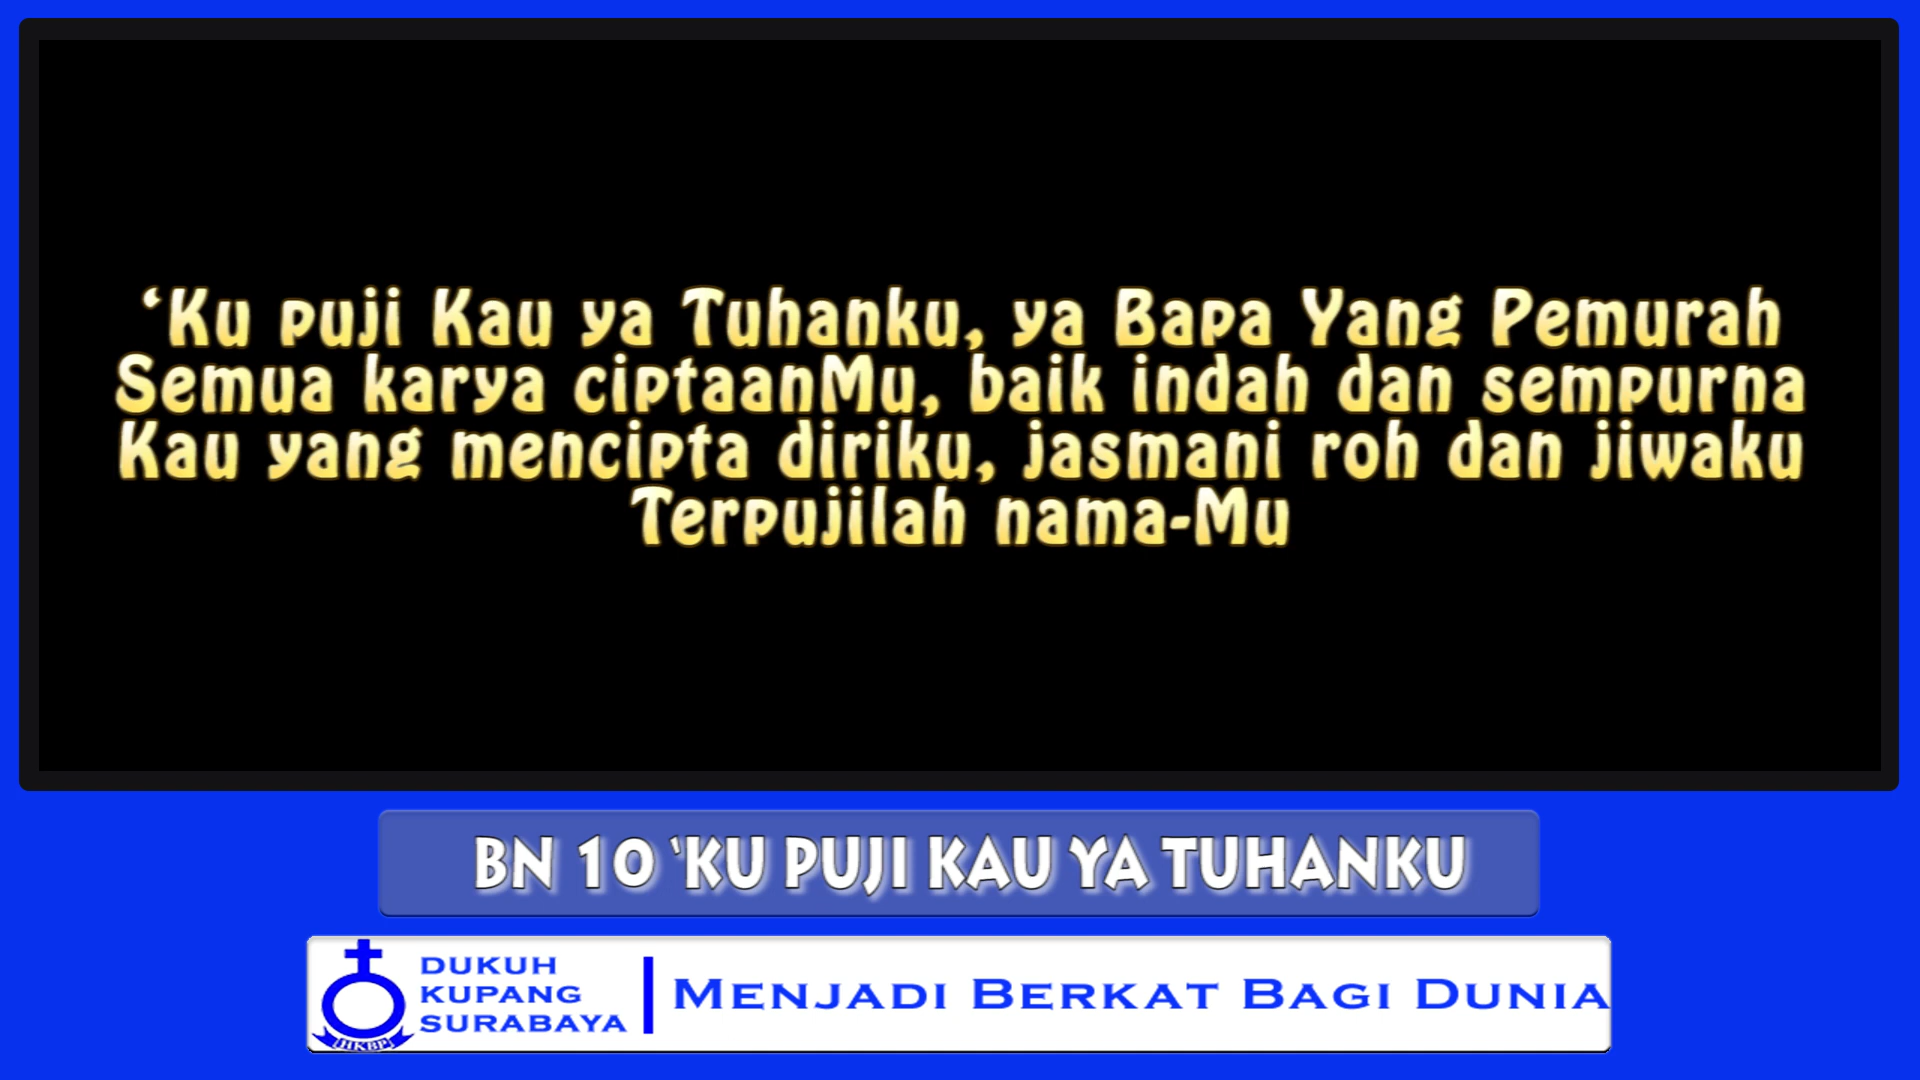 ‘Ku puji Kau ya Tuhanku, ya Bapa Yang Pemurah
Semua karya ciptaanMu, baik indah dan sempurna
Kau yang mencipta diriku, jasmani roh dan jiwaku
Terpujilah nama-Mu
BN 10 ‘KU PUJI KAU YA TUHANKU
DUKUH
KUPANG
SURABAYA
HKBP
MENJADI BERKAT BAGI DUNIA